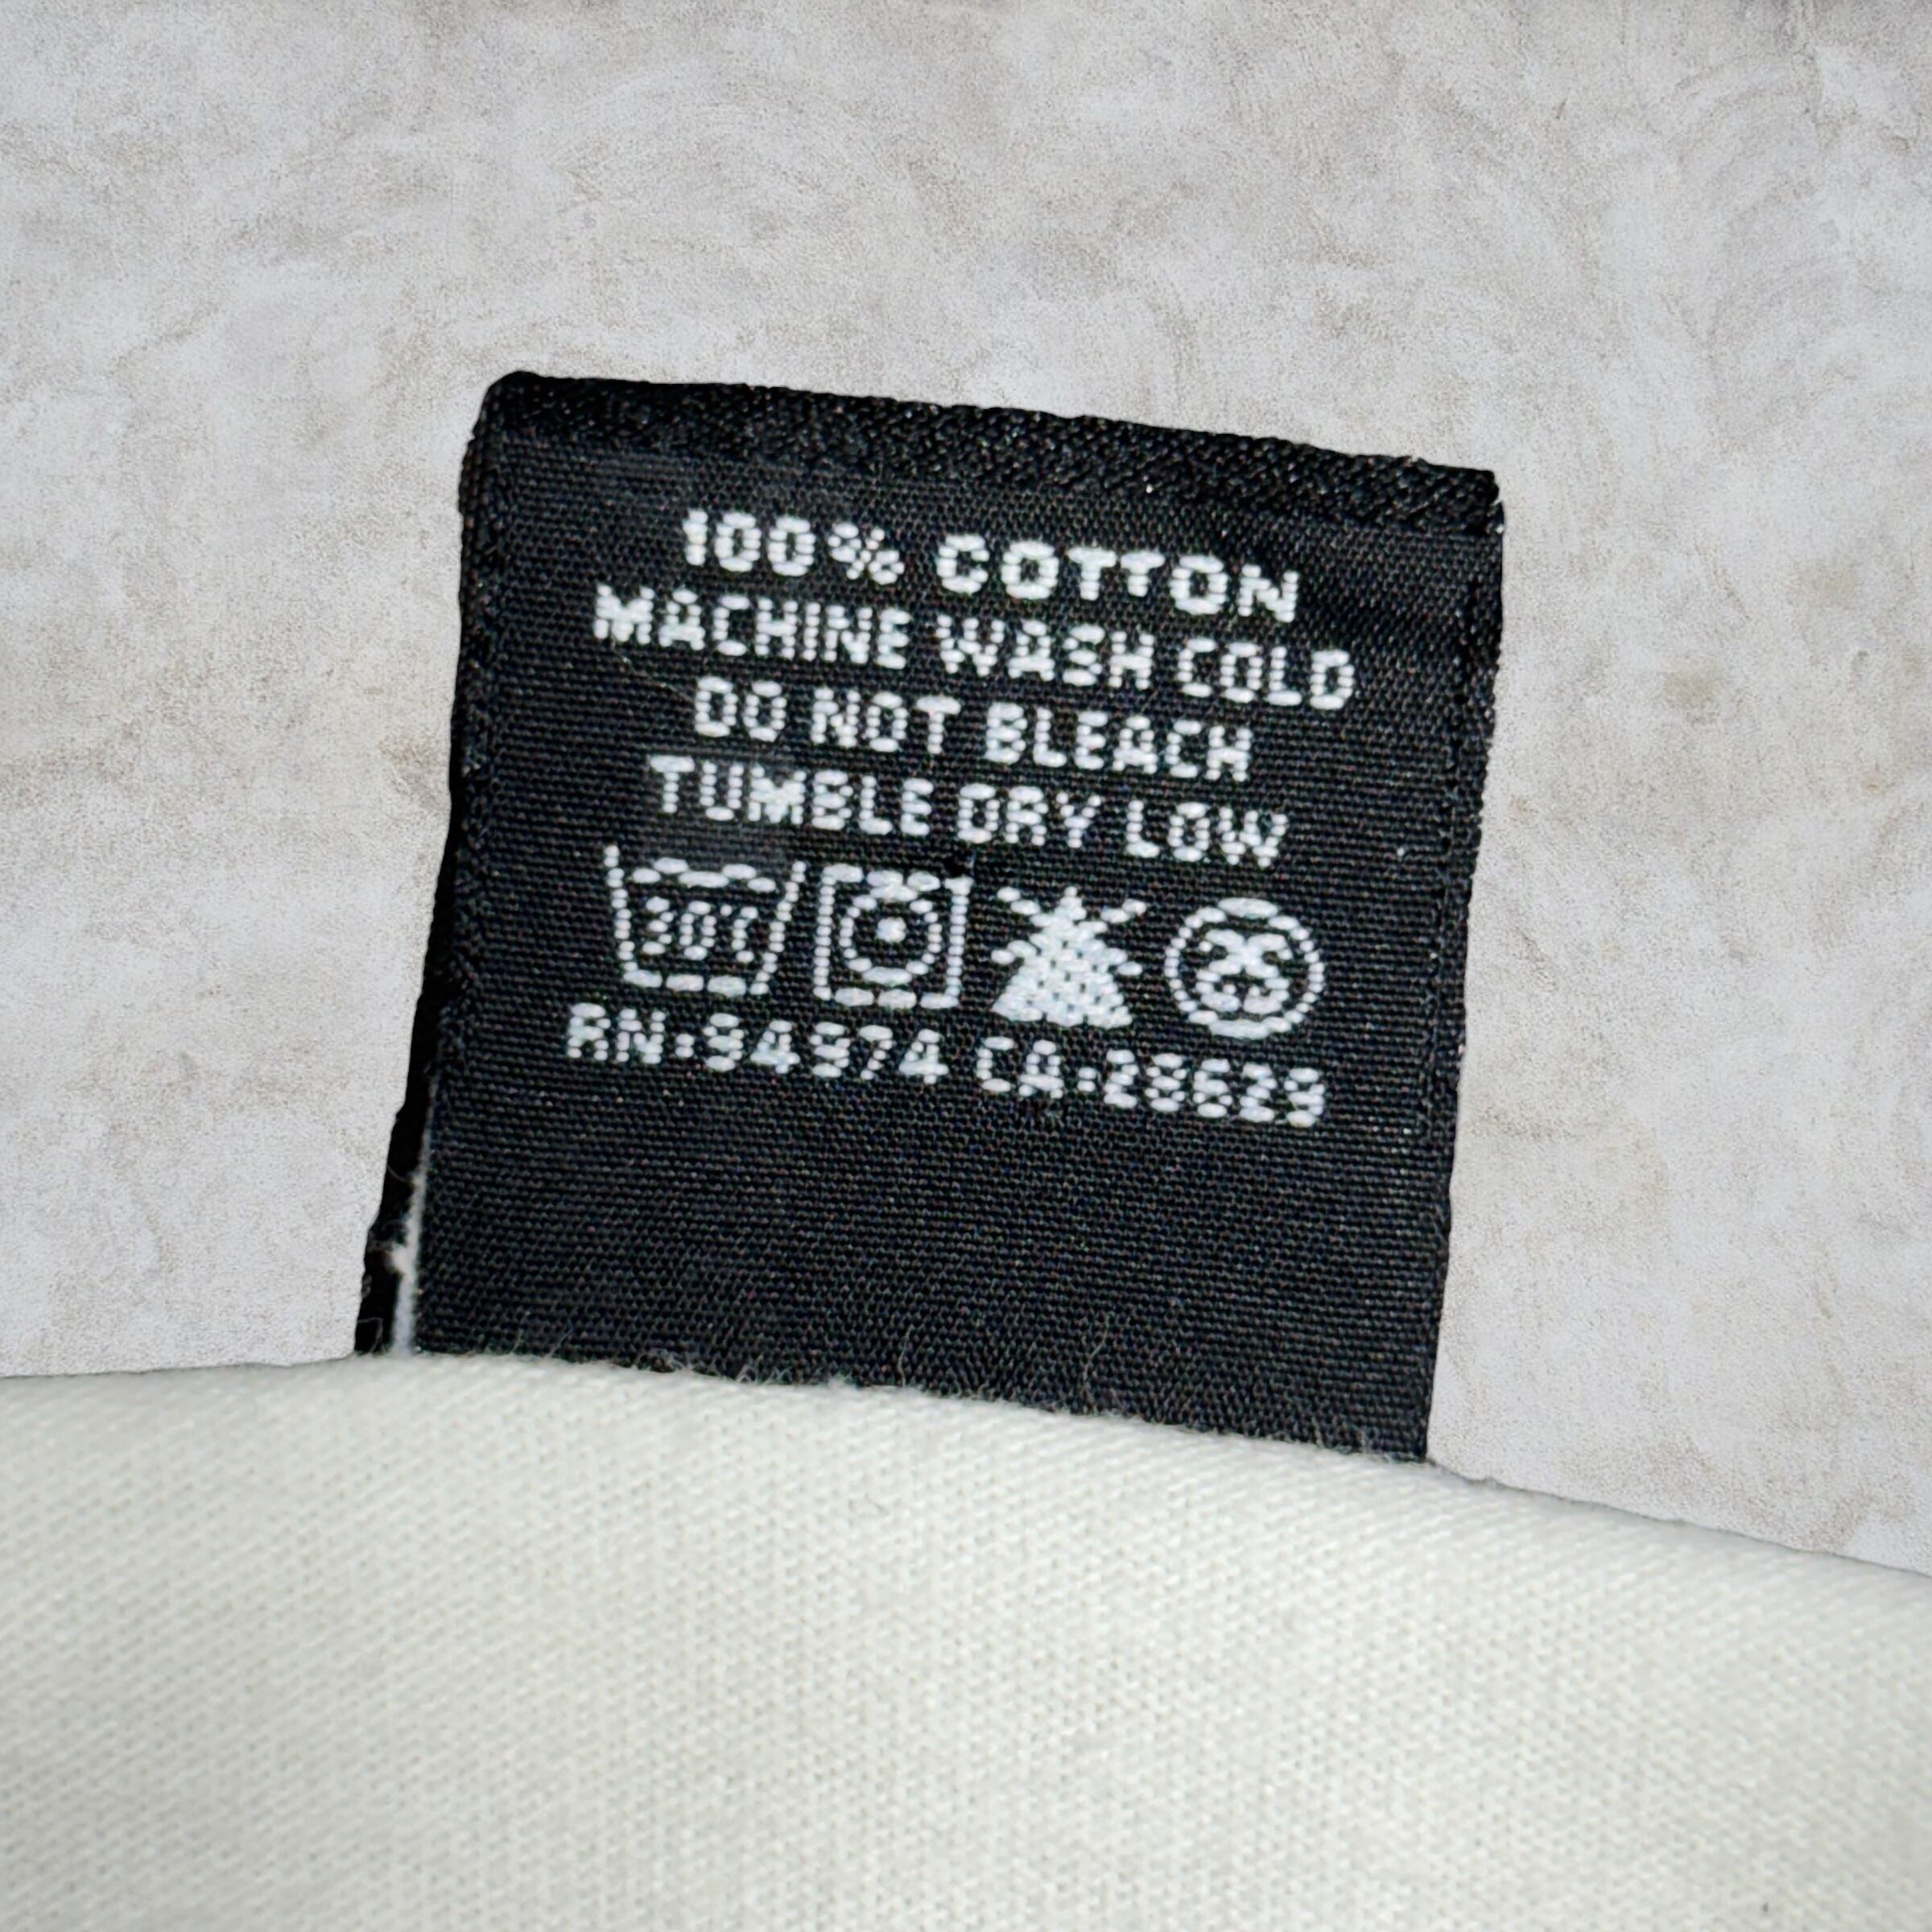 100% COTTON
MACHINE WASH COLD
DO NOT BLEACH
TUMBLE DRY LOW
30°C
RN:94974 CA:28629